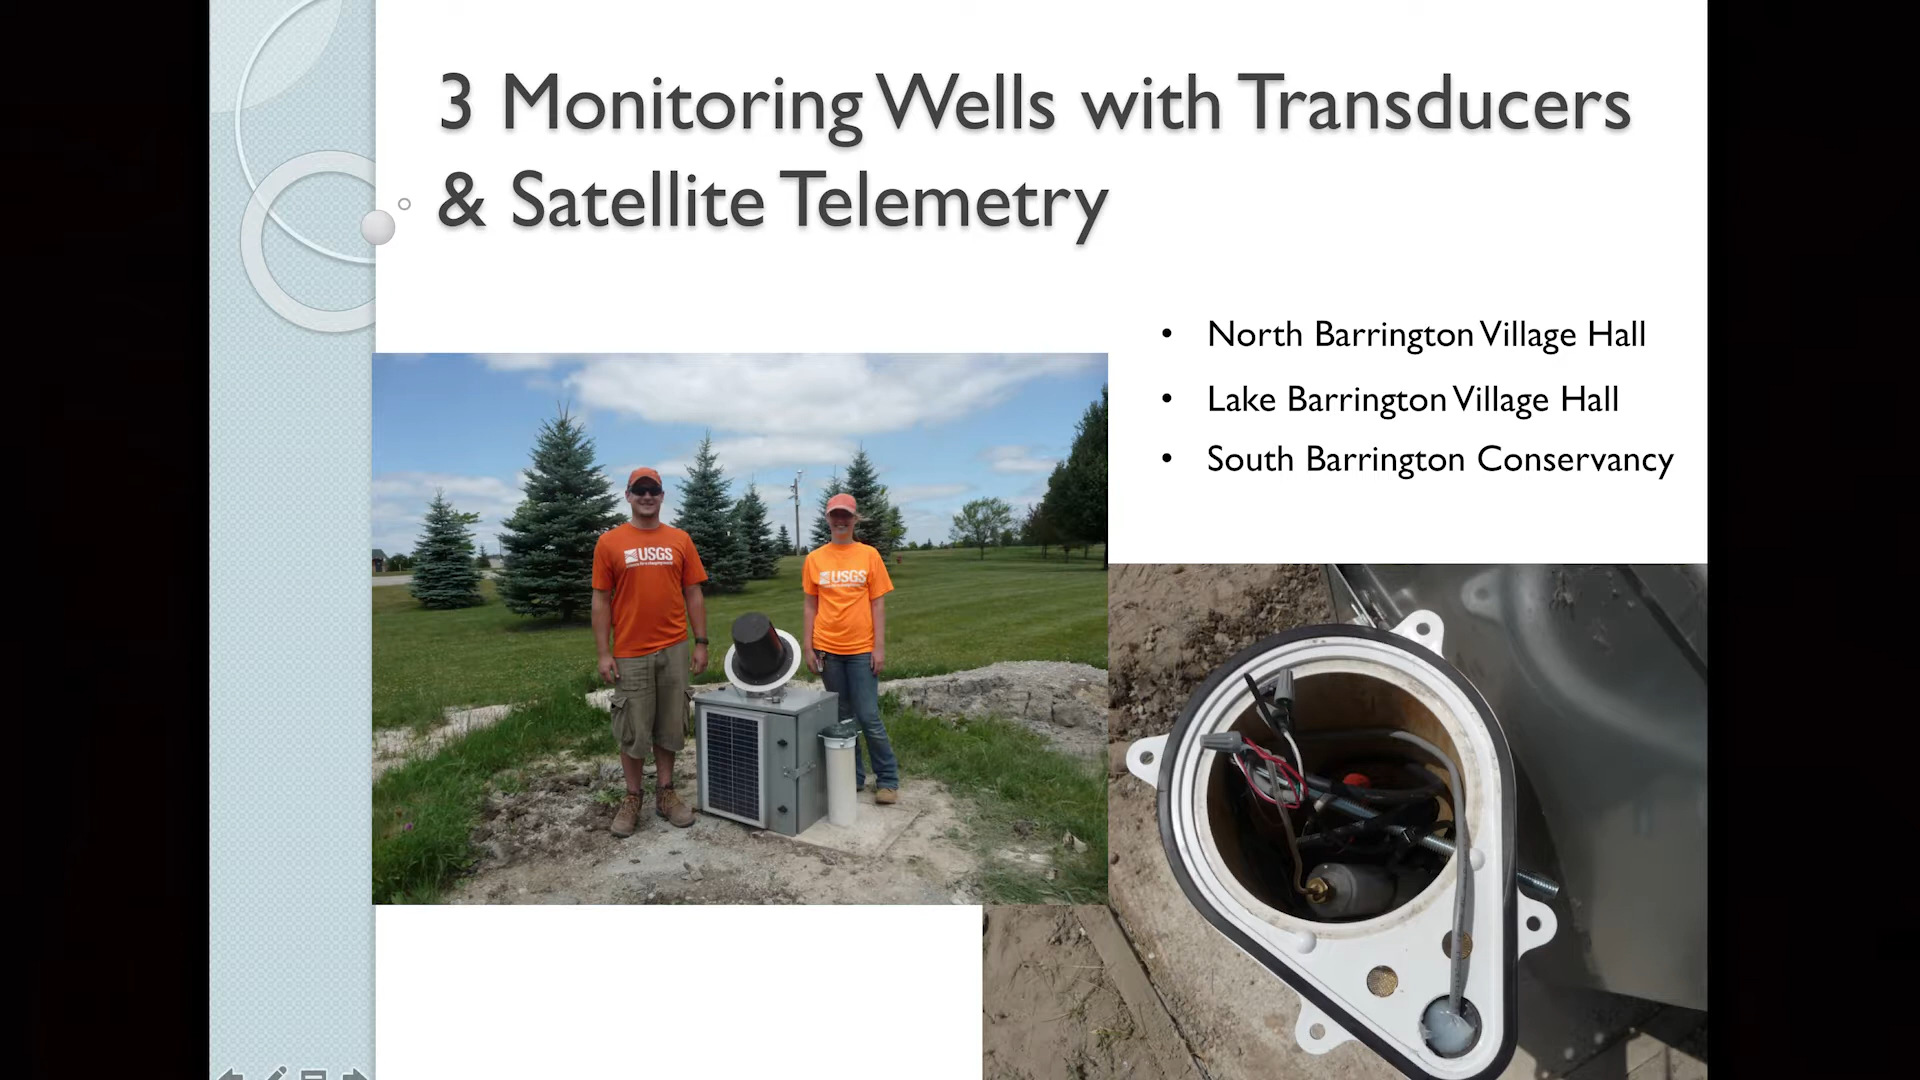 3 Monitoring Wells with Transducers
& Satellite Telemetry
• North Barrington Village Hall
• Lake Barrington Village Hall
• South Barrington Conservancy
USGS
USGS